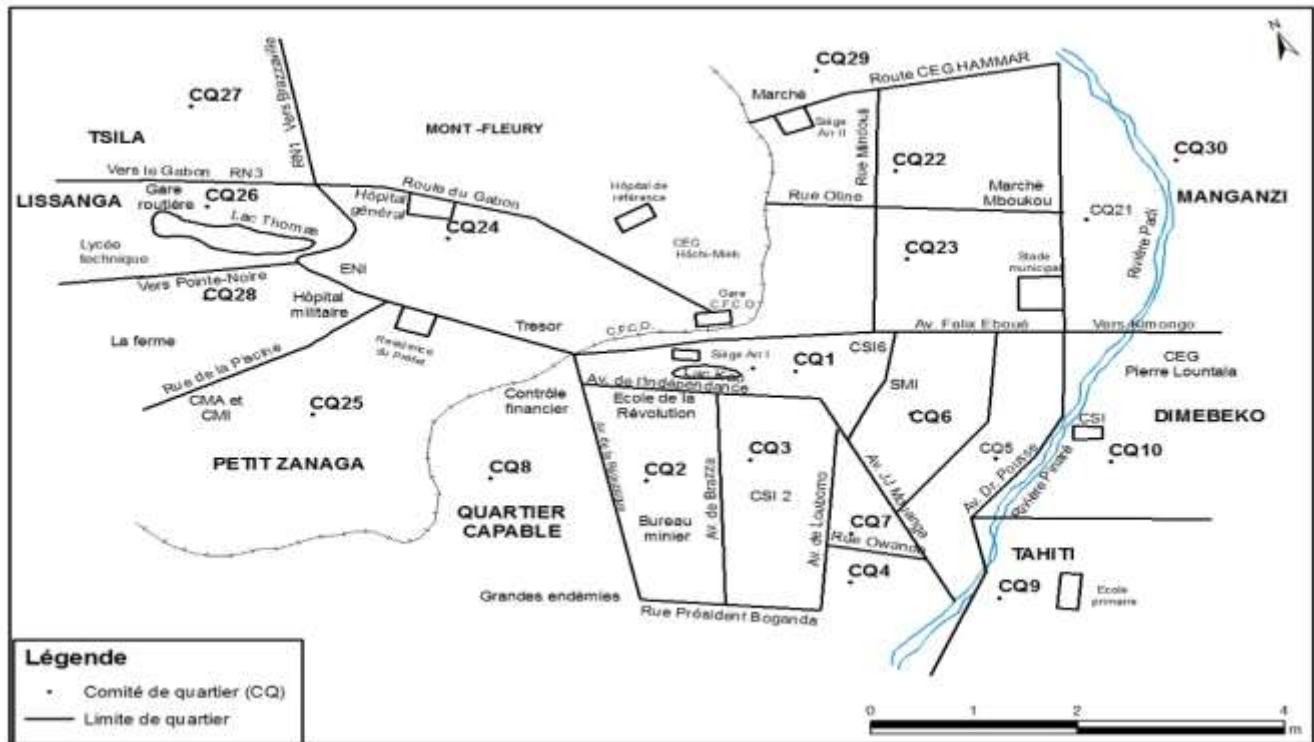 N
CQ29
Route CEG HAMMAR
Marché
Siège
Arr II
CQ27
TSILA
RN1 Vers Brazzaville
MONT -FLEURY
Rue Mindouli
CQ22
CQ30
MANGANZI
Vers le Gabon RN3
LISSANGA
Gare
routière
CQ26
Lac Thomas
Hôpital
général
Route du Gabon
CQ24
Hôpital de
référence
Rue Oline
Marché
Mboukou
CQ21
Lycée
technique
CEG
Hôchi-Minh
CQ23
Stade
municipal
Rivière Padi
Vers Pointe-Noire
CQ28
ENI
Hôpital
militaire
Gare
C.F.C.O.
La ferme
Résidence
du Préfet
Tresor
C.F.C.O.
Av. Felix Eboué
Vers Kimongo
Rue de la Piscine
Siège Arr I
Lac Kap
CQ1
CSI6
CEG
Pierre Lountala
CMA et
CMI
CQ25
Contrôle
financier
Av. de l'Indépendance
Ecole de la
Révolution
SMI
CQ6
DIMEBEKO
CSI
PETIT ZANAGA
CQ8
CQ2
CQ3
CQ5
CQ10
QUARTIER
CAPABLE
Av. de Brazza
CSI 2
Av. de Loubomo
Av. JJ Mouange
Av. Dr. Pouasse
Bureau
minier
CQ7
Rue Owando
TAHITI
CQ4
CQ9
Ecole
primaire
Grandes endémies
Rue Président Boganda
Légende
Comité de quartier (CQ)
Limite de quartier
0 1 2 4
m